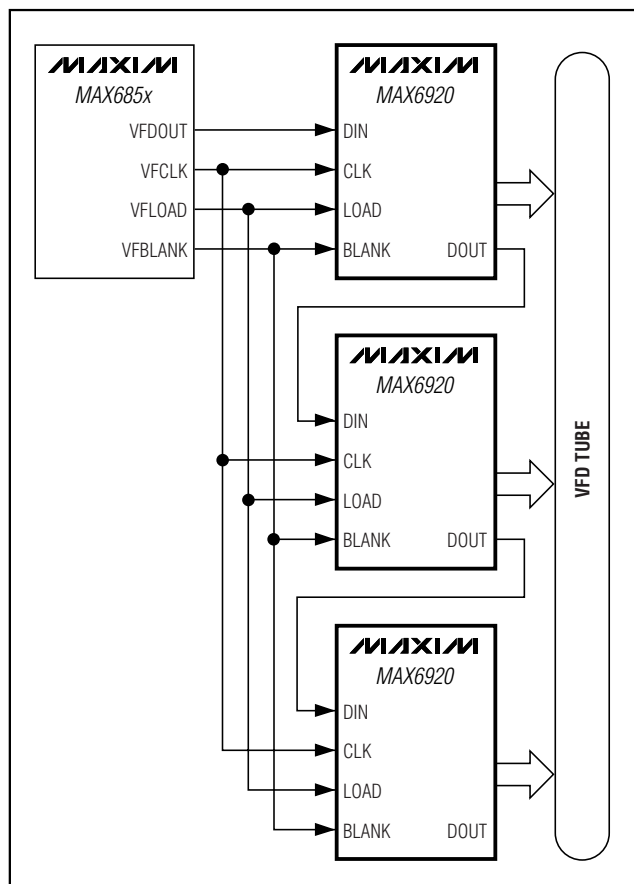 MAXIM
MAX685x
VFDOUT
VFCLK
VFLOAD
VFBLANK
MAXIM
MAX6920
DIN
CLK
LOAD
BLANK DOUT
MAXIM
MAX6920
DIN
CLK
LOAD
BLANK DOUT
MAXIM
MAX6920
DIN
CLK
LOAD
BLANK DOUT
VFD TUBE